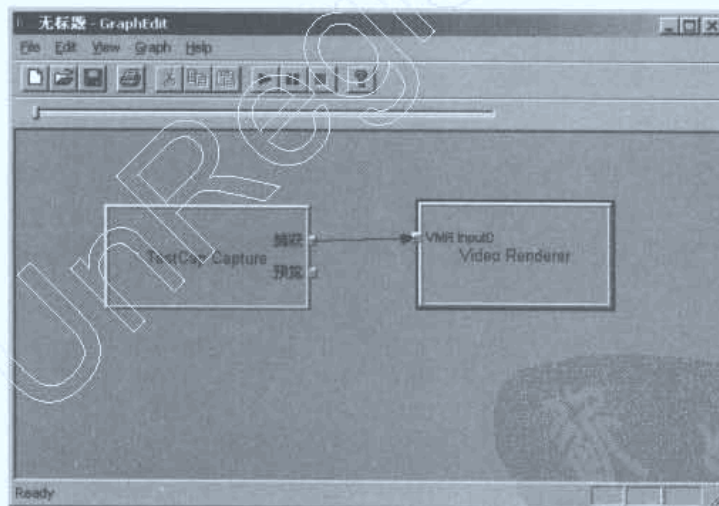 无标题 - GraphEdit
File Edit View Graph Help
捕获
TestCap Capture
预览
VMR Input0
Video Renderer
Ready
UnRegi